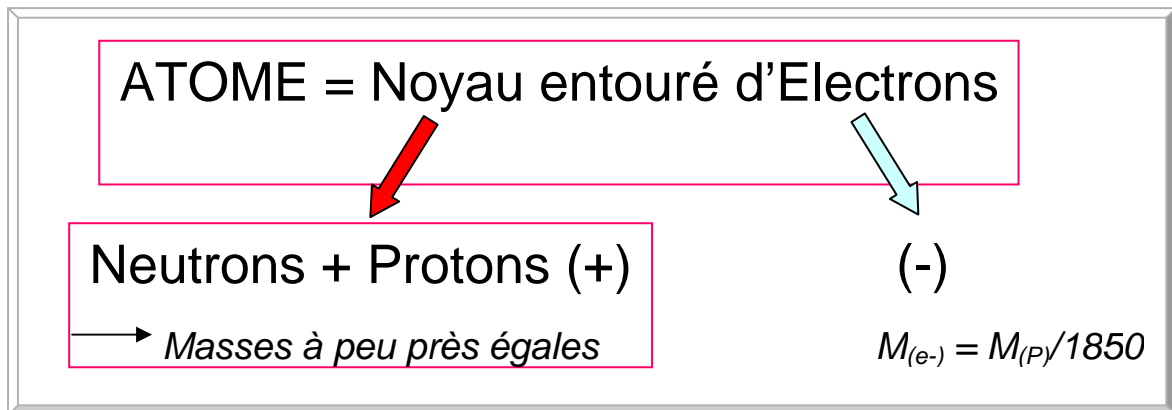 ATOME = Noyau entouré d'Electrons
Neutrons + Protons (+)
(-)
Masses à peu près égales
M(e-) = M(P)/1850